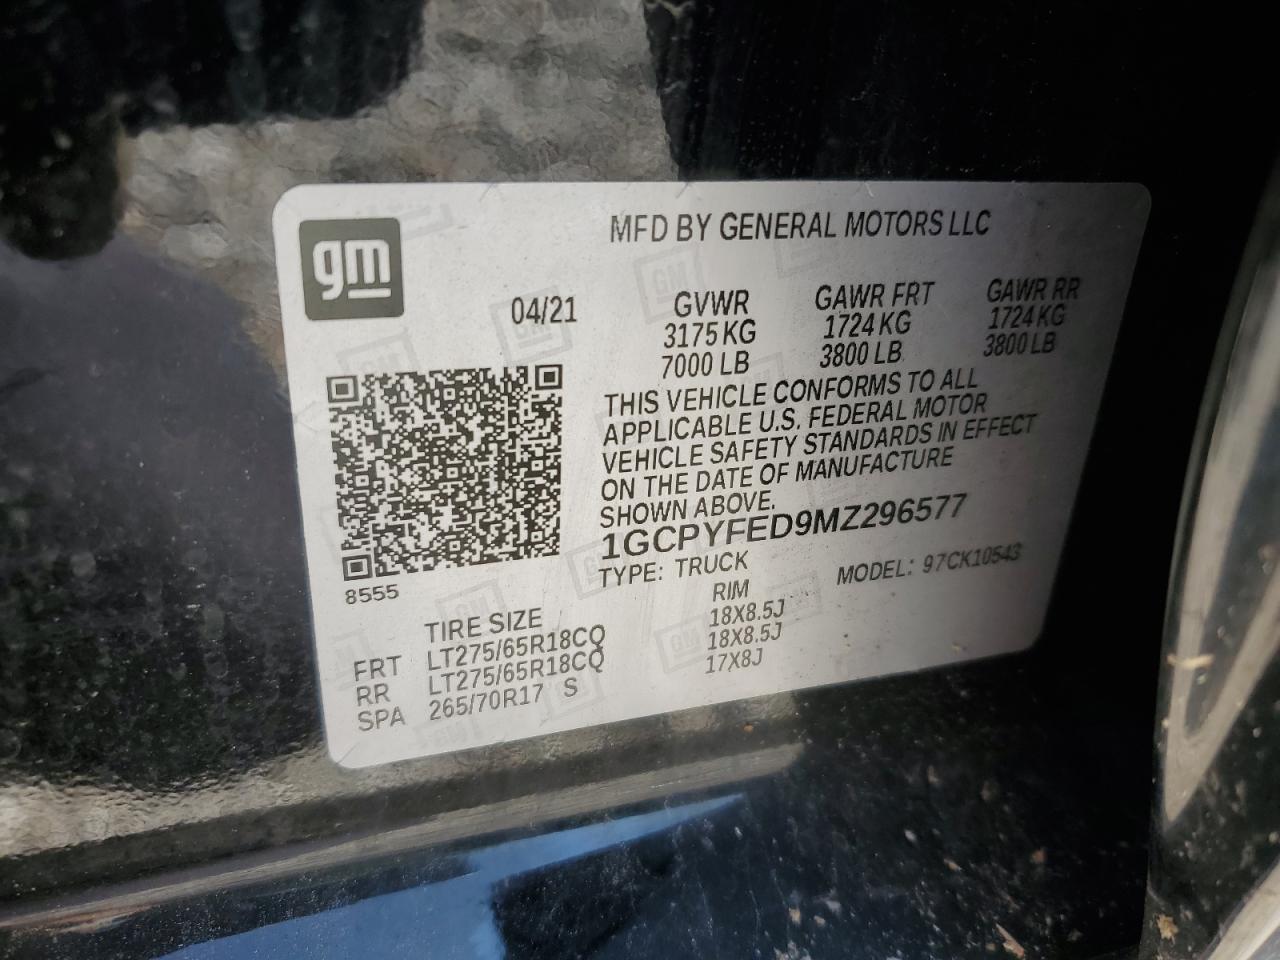 gm
MFD BY GENERAL MOTORS LLC
04/21
GVWR GAWR FRT GAWR RR
3175 KG 1724 KG 1724 KG
7000 LB 3800 LB 3800 LB
THIS VEHICLE CONFORMS TO ALL
APPLICABLE U.S. FEDERAL MOTOR
VEHICLE SAFETY STANDARDS IN EFFECT
ON THE DATE OF MANUFACTURE
SHOWN ABOVE.
1GCPYFED9MZ296577
TYPE: TRUCK MODEL: 97CK10543
8555
TIRE SIZE RIM
FRT LT275/65R18CQ 18X8.5J
RR LT275/65R18CQ 18X8.5J
SPA 265/70R17 S 17X8J